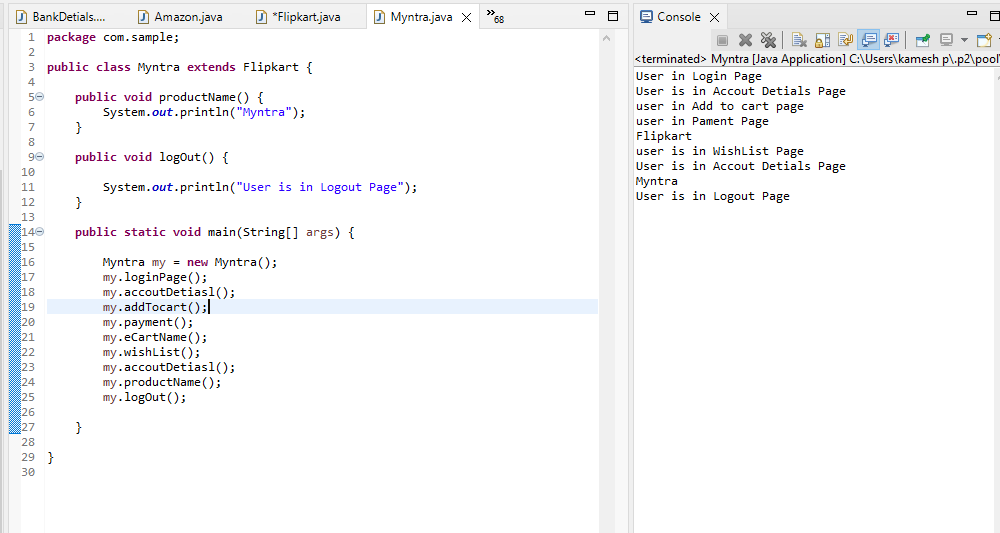 BankDetials.... Amazon.java *Flipkart.java Myntra.java »68
1 package com.sample;
2
3 public class Myntra extends Flipkart {
4
5 public void productName() {
6 System.out.println("Myntra");
7 }
8
9 public void logOut() {
10
11 System.out.println("User is in Logout Page");
12 }
13
14 public static void main(String[] args) {
15
16 Myntra my = new Myntra();
17 my.loginPage();
18 my.accoutDetiasl();
19 my.addTocart();
20 my.payment();
21 my.eCartName();
22 my.wishList();
23 my.accoutDetiasl();
24 my.productName();
25 my.logOut();
26
27 }
28
29 }
30
Console
<terminated> Myntra [Java Application] C:\Users\kamesh p\.p2\pool
User in Login Page
User is in Accout Detials Page
user in Add to cart page
user in Pament Page
Flipkart
user is in WishList Page
User is in Accout Detials Page
Myntra
User is in Logout Page